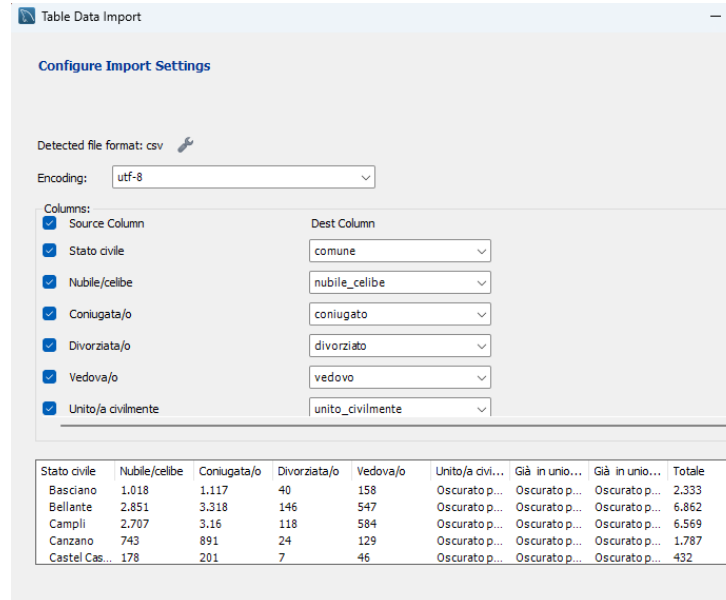 Table Data Import
Configure Import Settings
Detected file format: csv
Encoding: utf-8
Columns:
Source Column Dest Column
Stato civile comune
Nubile/celibe nubile_celibe
Coniugata/o coniugato
Divorziata/o divorziato
Vedova/o vedovo
Unito/a civilmente unito_civilmente
Stato civile Nubile/celibe Coniugata/o Divorziata/o Vedova/o Unito/a civi... Già in unio... Già in unio... Totale
Basciano 1.018 1.117 40 158 Oscurato p... Oscurato p... Oscurato p... 2.333
Bellante 2.851 3.318 146 547 Oscurato p... Oscurato p... Oscurato p... 6.862
Campli 2.707 3.16 118 584 Oscurato p... Oscurato p... Oscurato p... 6.569
Canzano 743 891 24 129 Oscurato p... Oscurato p... Oscurato p... 1.787
Castel Cas... 178 201 7 46 Oscurato p... Oscurato p... Oscurato p... 432